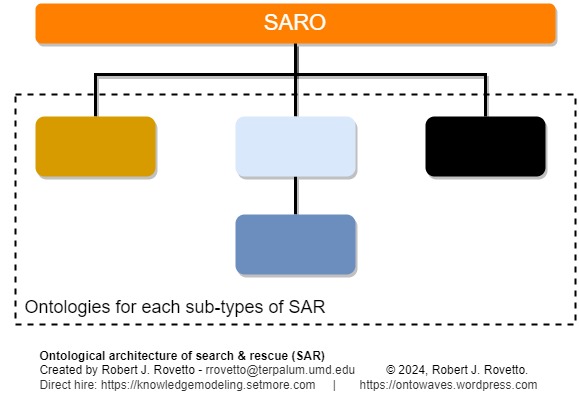 SARO
Ontologies for each sub-types of SAR
Ontological architecture of search & rescue (SAR)
Created by Robert J. Rovetto - rrovetto@terpalum.umd.edu © 2024, Robert J. Rovetto.
Direct hire: https://knowledgemodeling.setmore.com | https://ontowaves.wordpress.com